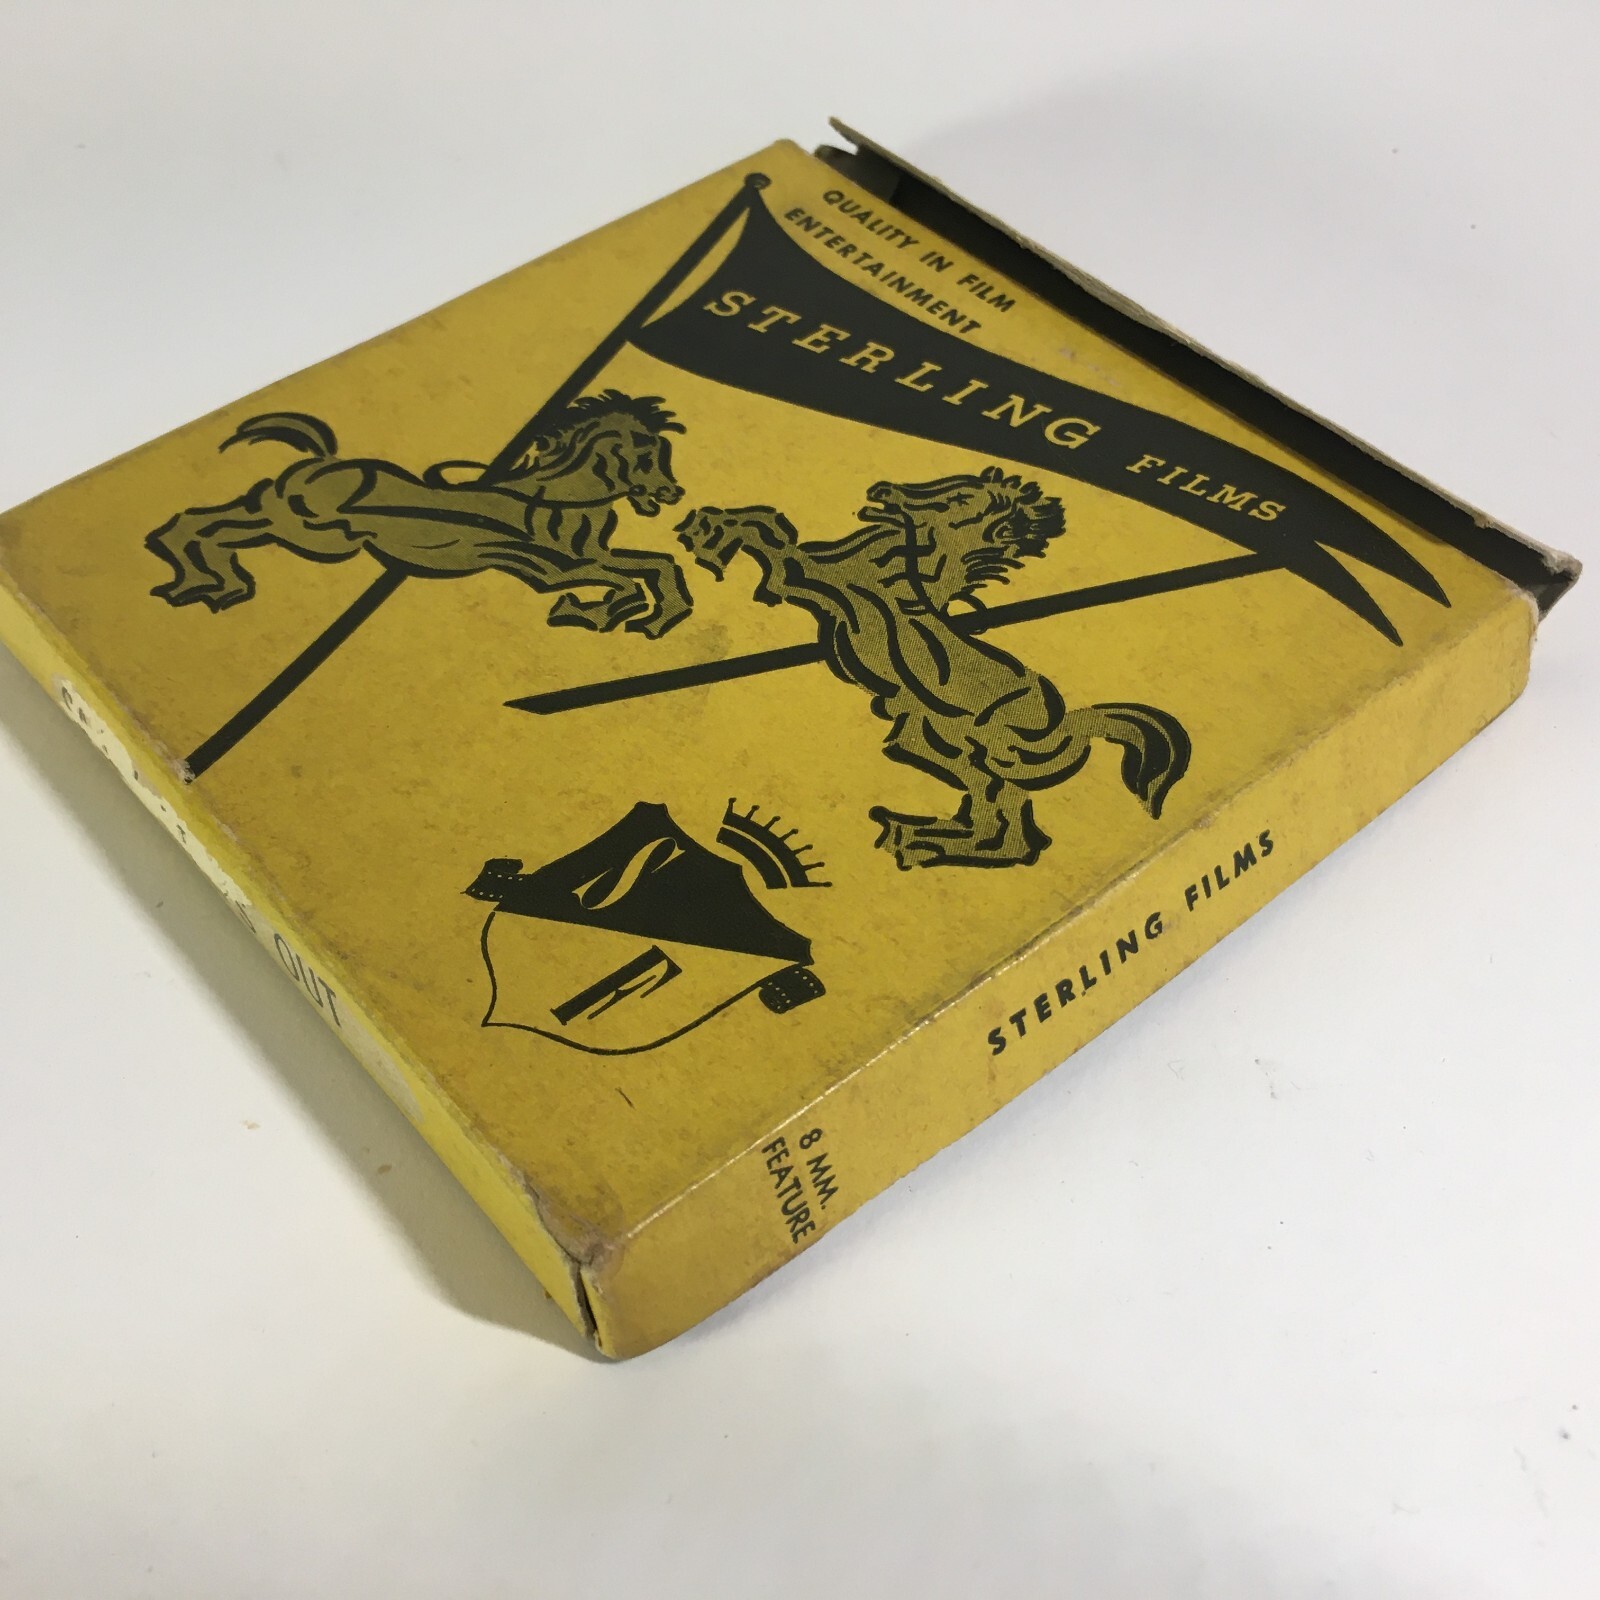 QUALITY IN FILM
ENTERTAINMENT
STERLING FILMS
S
F
STERLING FILMS
8 MM.
FEATURE
OUT